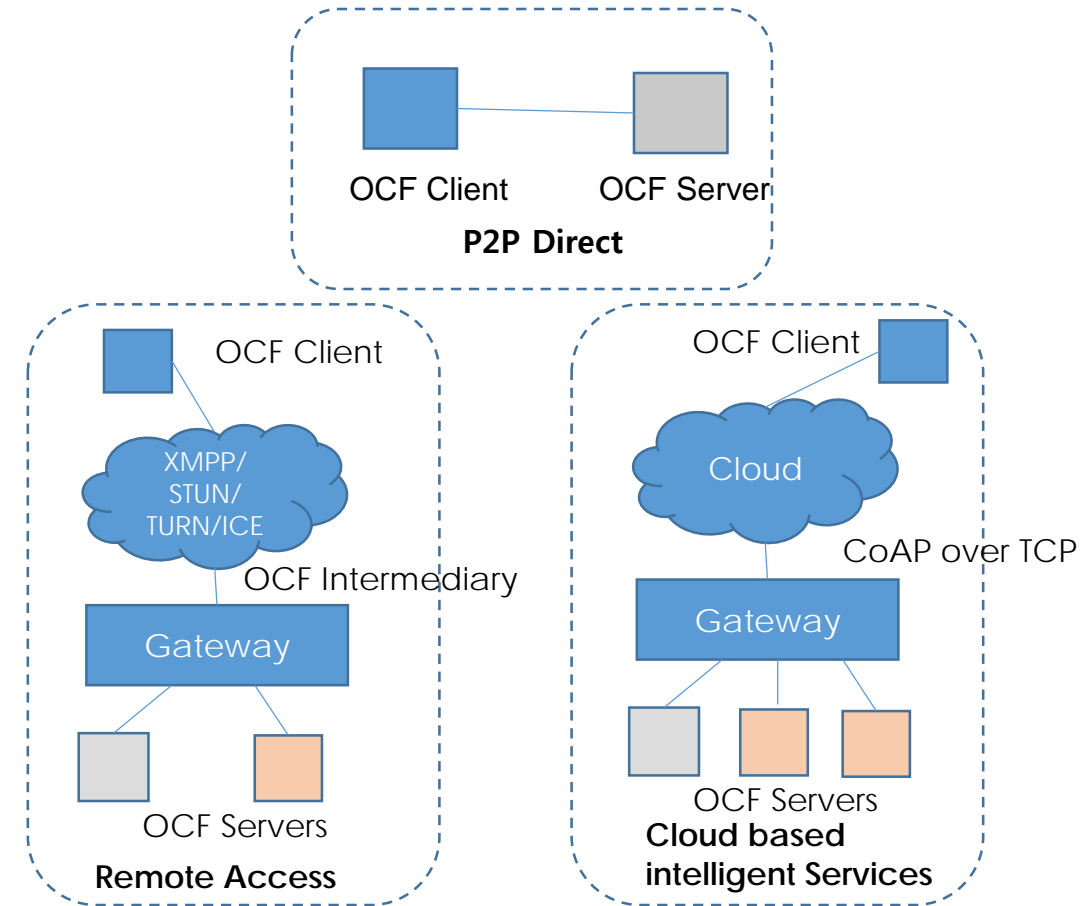 OCF Client
OCF Server
P2P Direct
OCF Client
XMPP/
STUN/
TURN/ICE
OCF Intermediary
Gateway
OCF Servers
Remote Access
OCF Client
Cloud
CoAP over TCP
Gateway
OCF Servers
Cloud based
intelligent Services